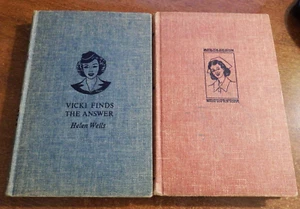 VICKI FINDS
THE ANSWER
Helen Wells